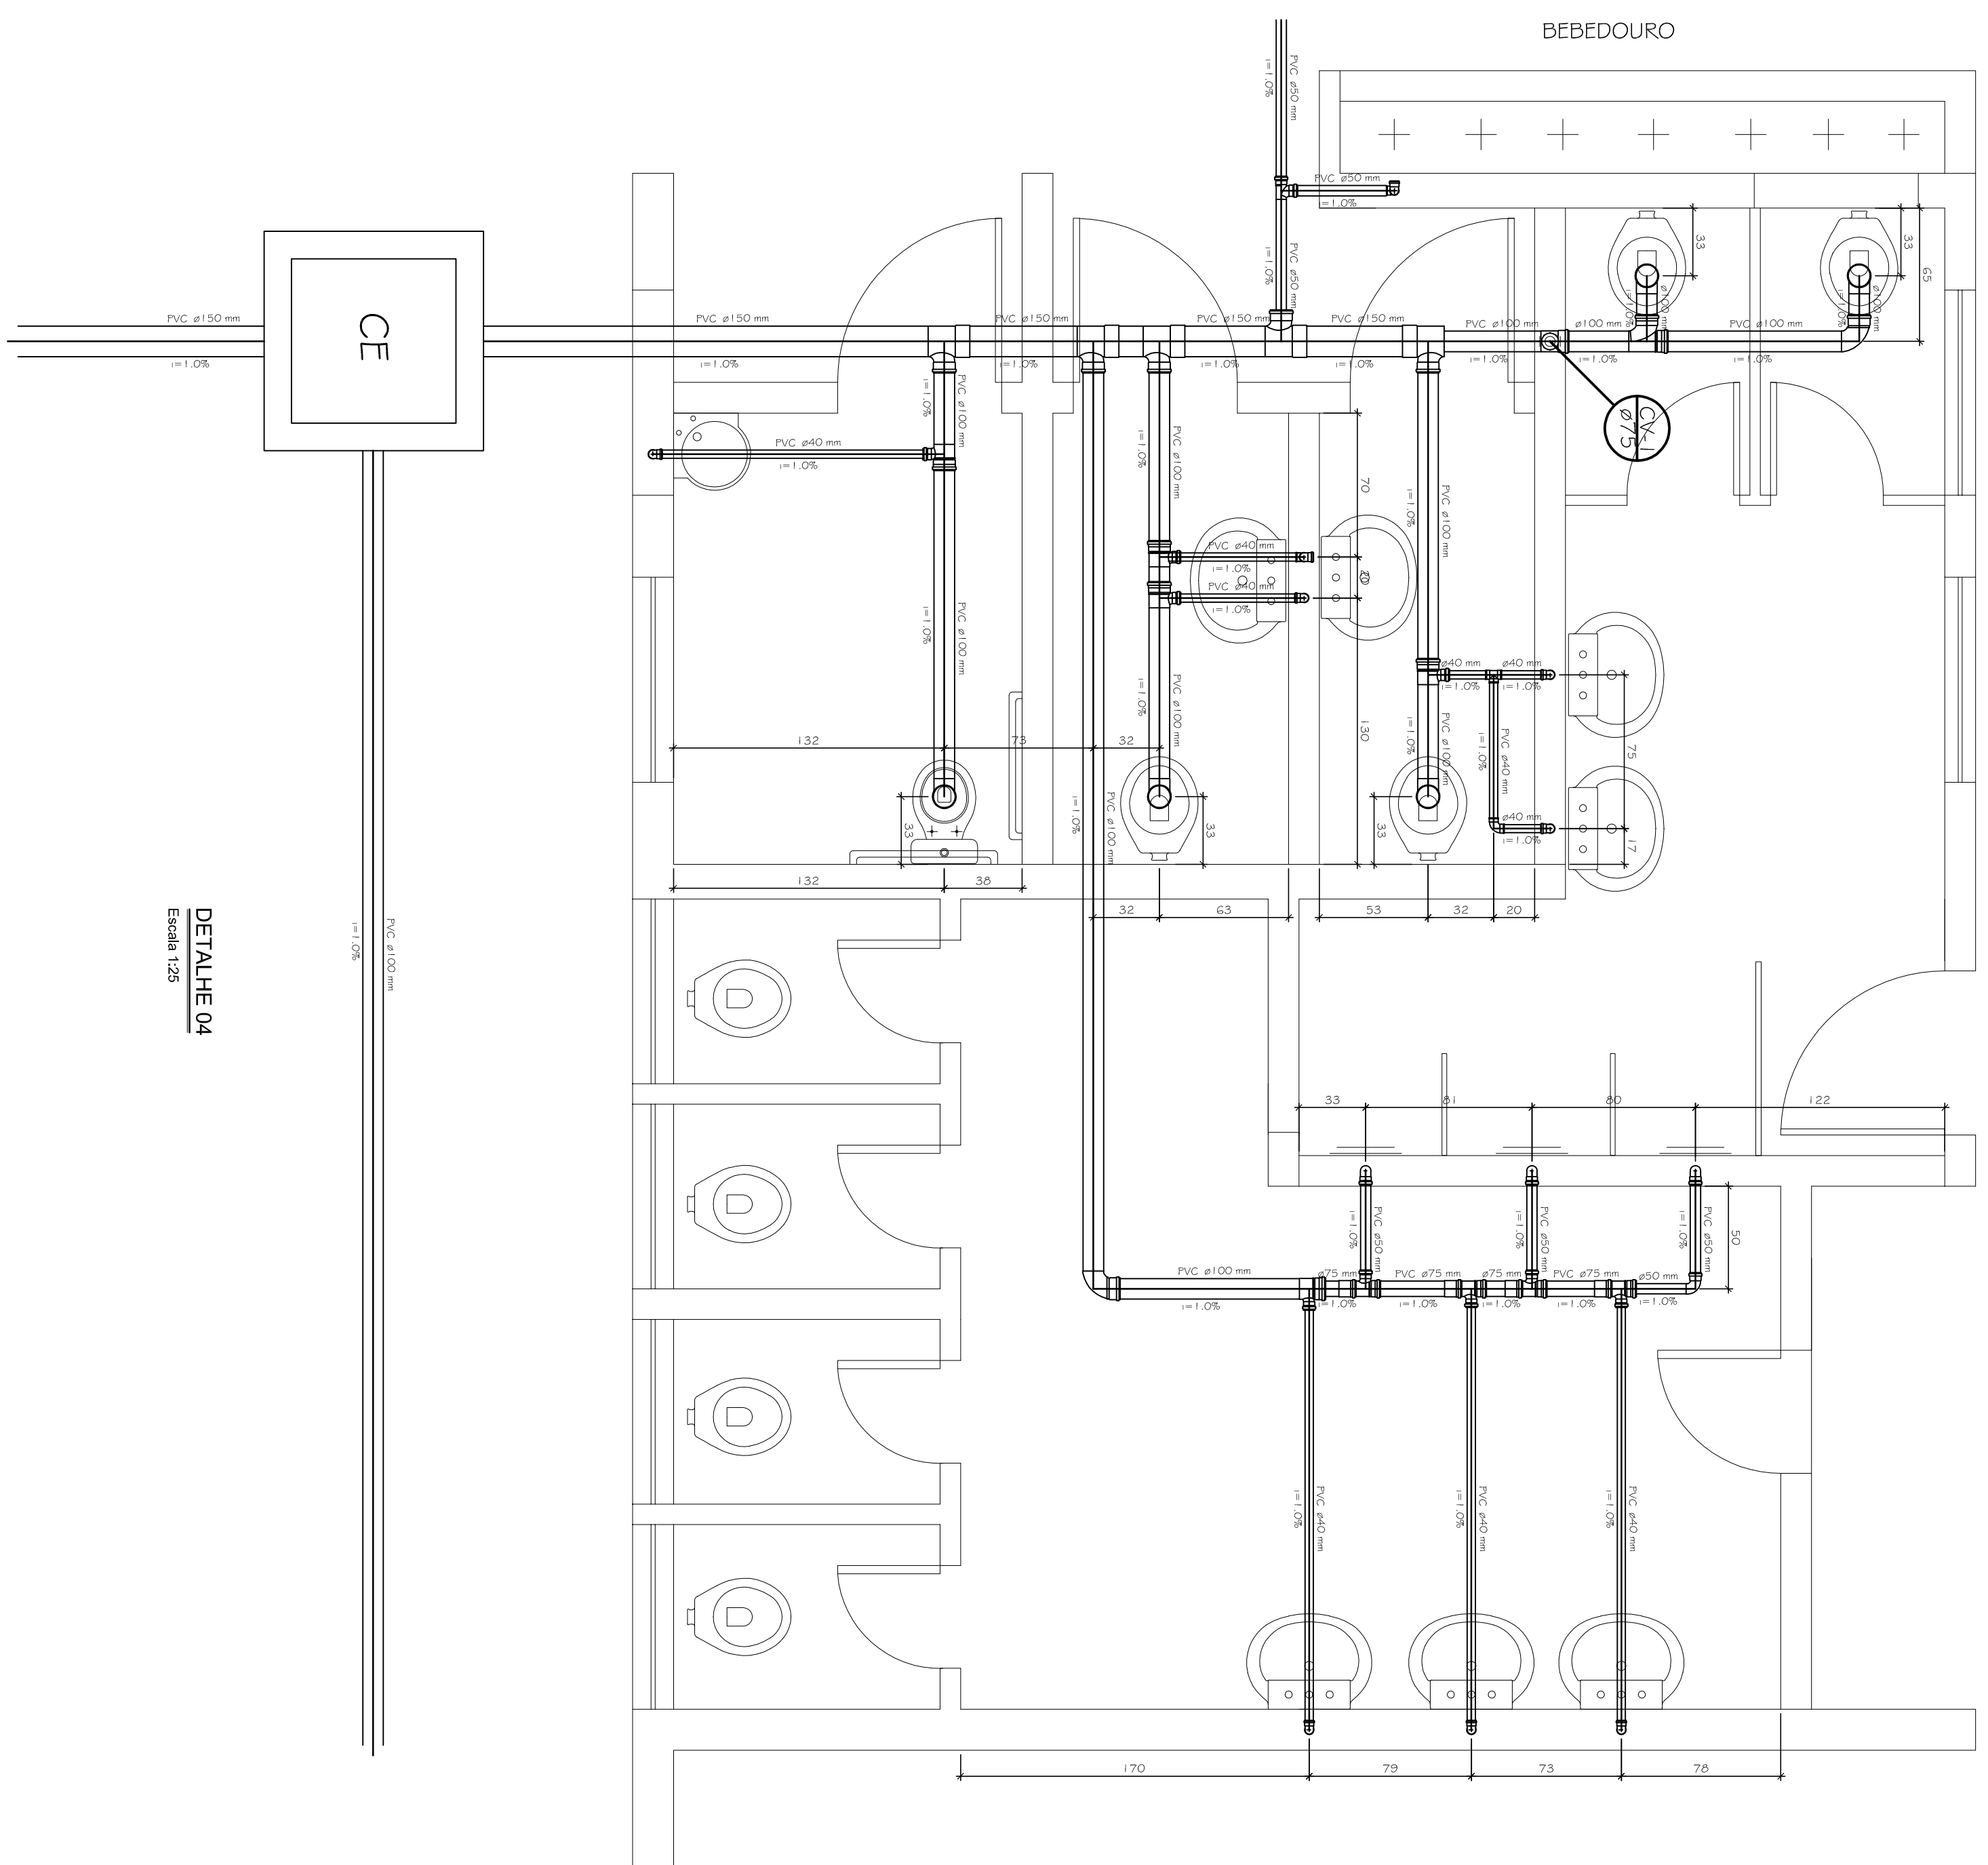 BEBEDOURO
PVC ø50 mm
i=1.0%
PVC ø50 mm
i=1.0%
PVC ø50 mm
i=1.0%
33
33
65
ø100 mm
i=1.0%
ø100 mm
i=1.0%
PVC ø150 mm
i=1.0%
CE
PVC ø150 mm
i=1.0%
PVC ø150 mm
i=1.0%
PVC ø150 mm
i=1.0%
PVC ø150 mm
i=1.0%
PVC ø100 mm
i=1.0%
ø100 mm
i=1.0%
PVC ø100 mm
i=1.0%
CV-1
ø75
PVC ø100 mm
i=1.0%
PVC ø40 mm
i=1.0%
PVC ø100 mm
i=1.0%
PVC ø100 mm
i=1.0%
70
PVC ø40 mm
i=1.0%
20
PVC ø40 mm
i=1.0%
PVC ø100 mm
i=1.0%
PVC ø100 mm
i=1.0%
ø40 mm
i=1.0%
ø40 mm
i=1.0%
130
PVC ø100 mm
i=1.0%
PVC ø40 mm
i=1.0%
75
132
73
32
33
33
33
PVC ø100 mm
i=1.0%
ø40 mm
17
132
38
32
63
53
32
20
DETALHE 04
Escala 1:25
PVC ø100 mm
i=1.0%
33
81
80
122
PVC ø50 mm
i=1.0%
PVC ø50 mm
i=1.0%
PVC ø50 mm
i=1.0%
50
PVC ø100 mm
i=1.0%
ø75 mm
i=1.0%
PVC ø75 mm
i=1.0%
ø75 mm
i=1.0%
PVC ø75 mm
i=1.0%
ø50 mm
i=1.0%
PVC ø40 mm
i=1.0%
PVC ø40 mm
i=1.0%
PVC ø40 mm
i=1.0%
170
79
73
78